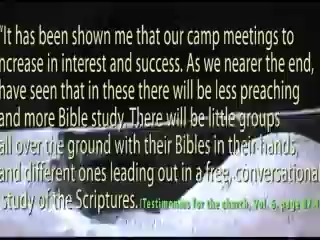 “It has been shown me that our camp meetings to
increase in interest and success. As we nearer the end,
have seen that in these there will be less preaching
and more Bible study. There will be little groups
all over the ground with their Bibles in their hands,
and different ones leading out in a free, conversational
study of the Scriptures. (Testimonies for the church, Vol. 6, page